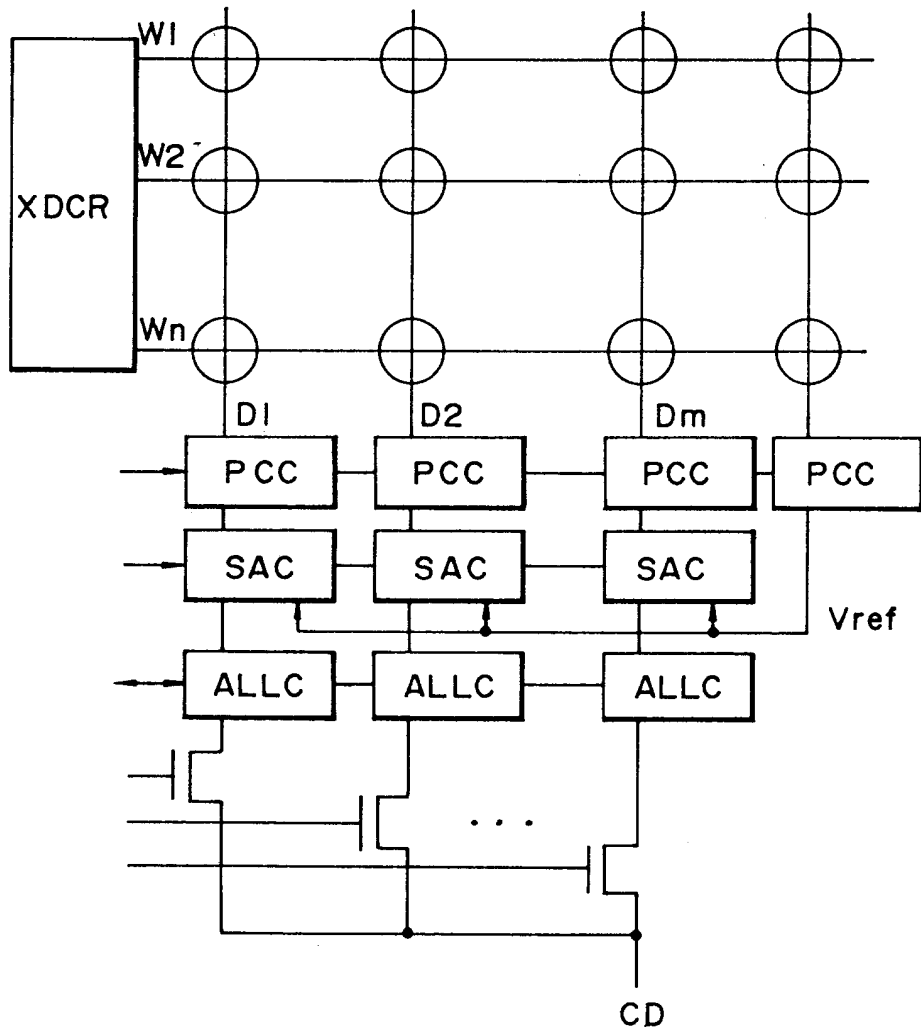 W1
W2
XDCR
Wn
D1 D2 Dm
PCC PCC PCC PCC
SAC SAC SAC
Vref
ALLC ALLC ALLC
. . .
CD